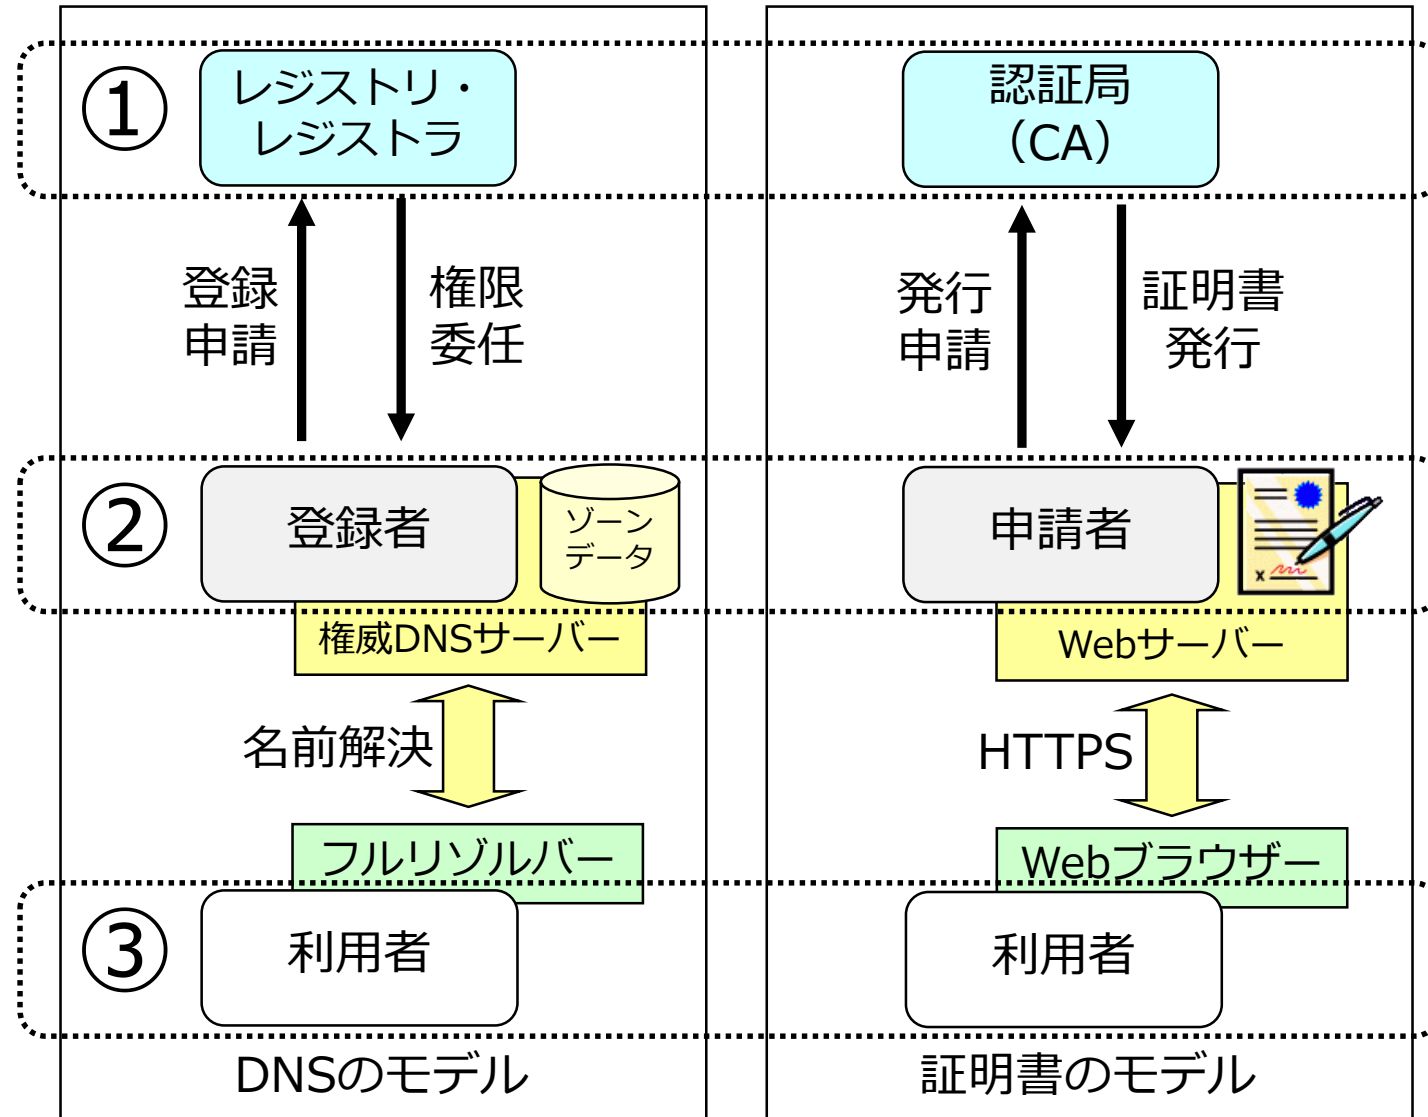 ①
レジストリ・
レジストラ
認証局
（CA）
登録
申請
権限
委任
発行
申請
証明書
発行
②
登録者
ゾーン
データ
権威DNSサーバー
申請者
x
Webサーバー
名前解決
HTTPS
フルリゾルバー
Webブラウザー
③
利用者
利用者
DNSのモデル
証明書のモデル